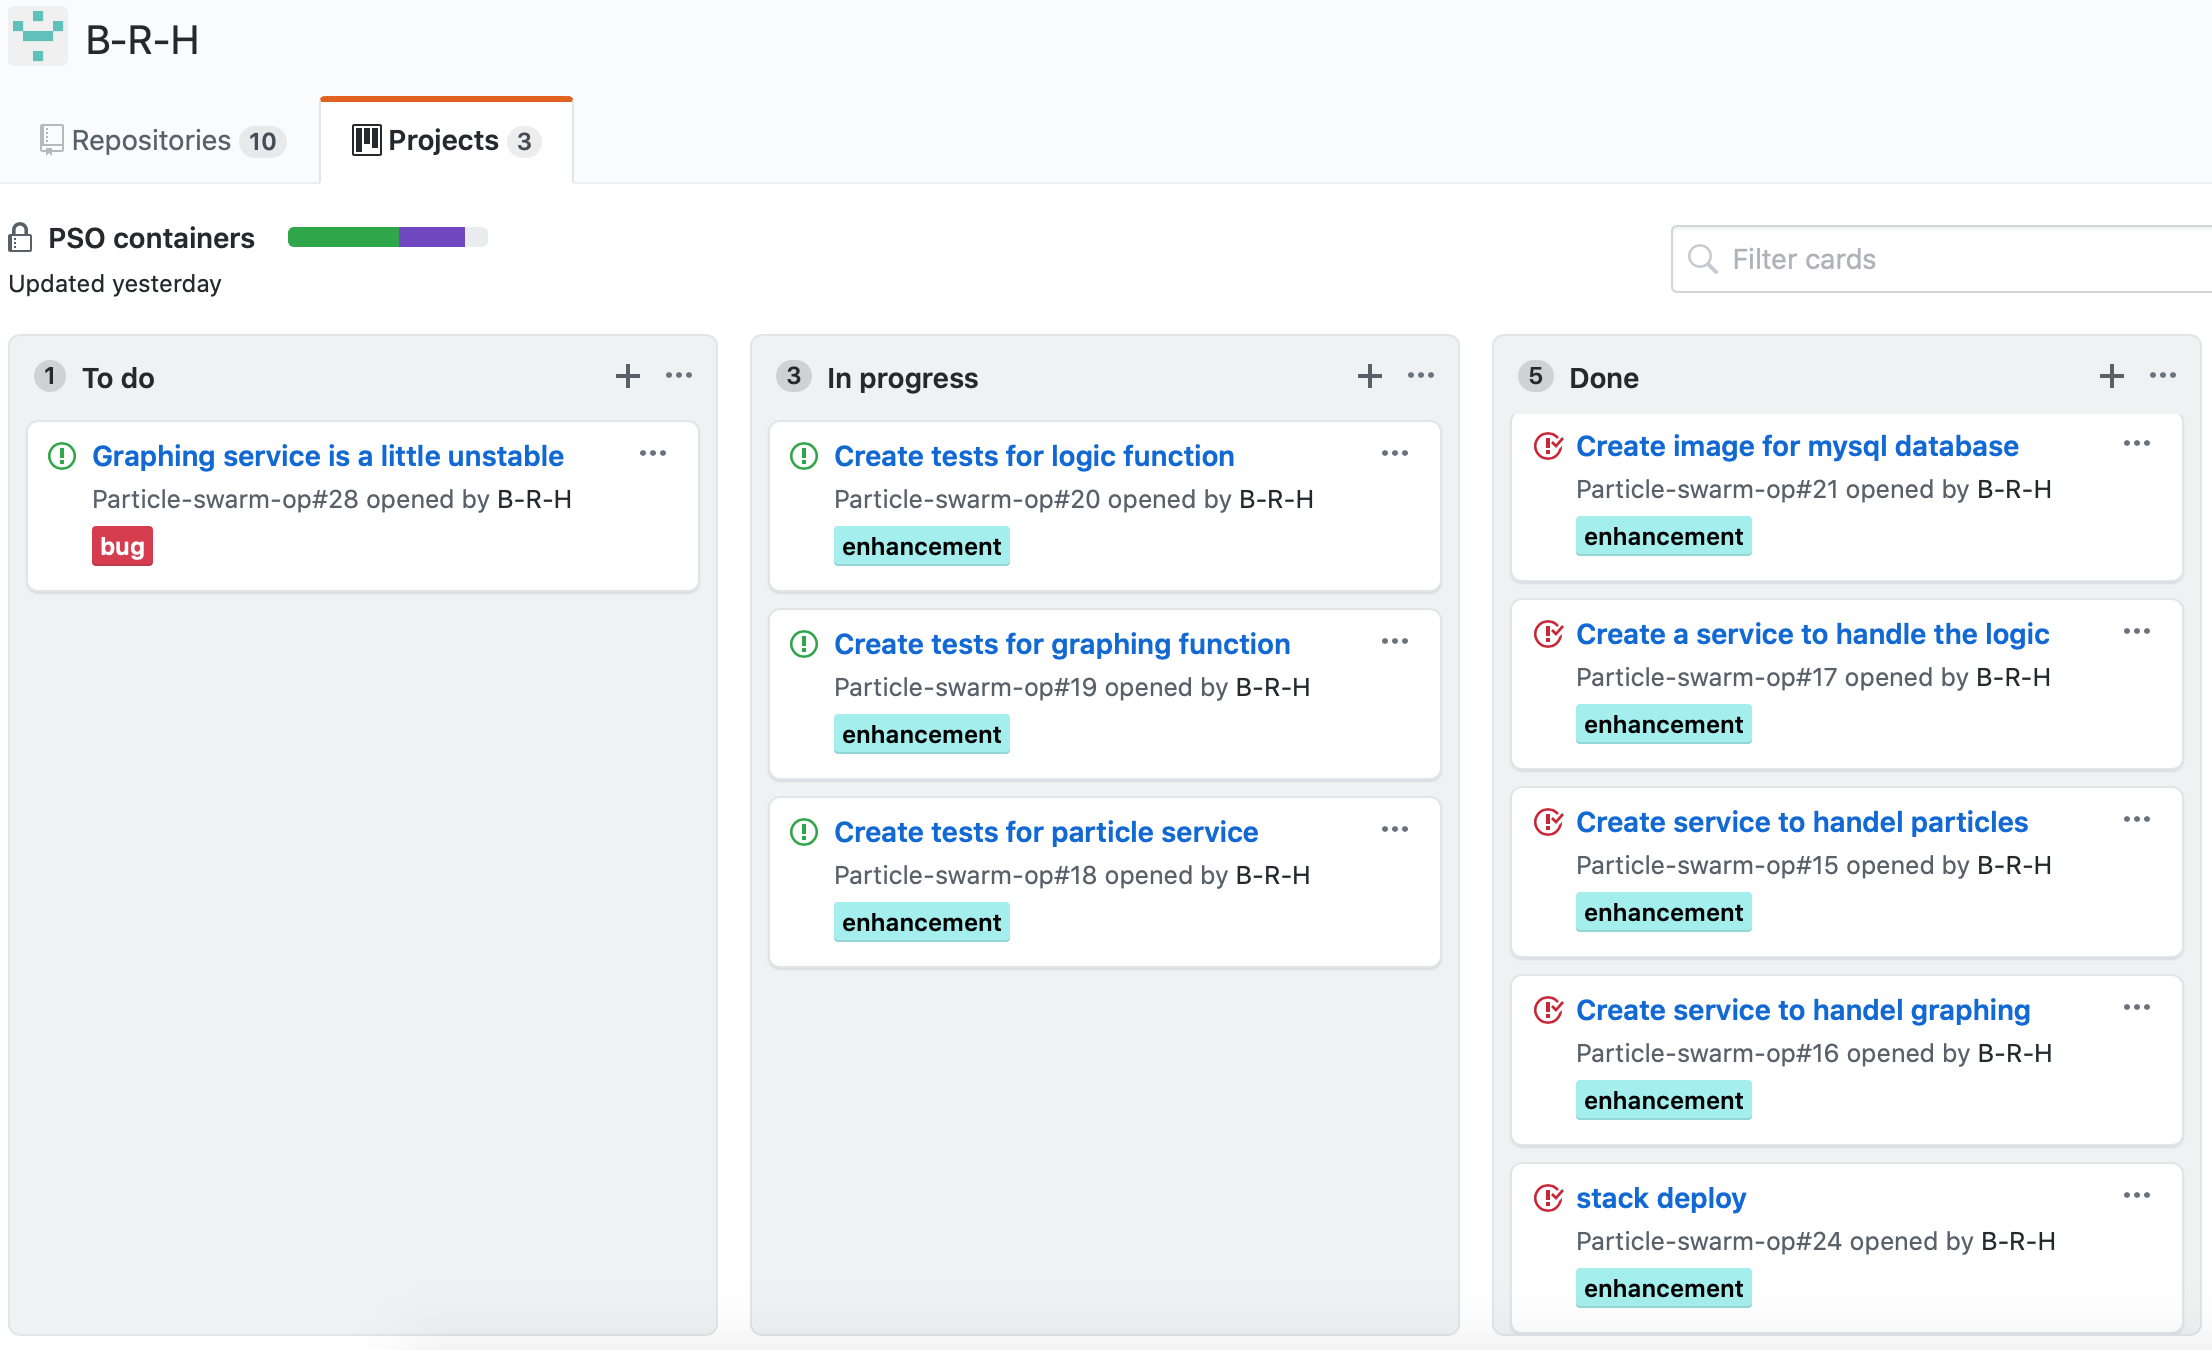 B-R-H
Repositories 10
Projects 3
PSO containers
Updated yesterday
Filter cards
1 To do
Graphing service is a little unstable
Particle-swarm-op#28 opened by B-R-H
bug
3 In progress
Create tests for logic function
Particle-swarm-op#20 opened by B-R-H
enhancement
Create tests for graphing function
Particle-swarm-op#19 opened by B-R-H
enhancement
Create tests for particle service
Particle-swarm-op#18 opened by B-R-H
enhancement
5 Done
Create image for mysql database
Particle-swarm-op#21 opened by B-R-H
enhancement
Create a service to handle the logic
Particle-swarm-op#17 opened by B-R-H
enhancement
Create service to handel particles
Particle-swarm-op#15 opened by B-R-H
enhancement
Create service to handel graphing
Particle-swarm-op#16 opened by B-R-H
enhancement
stack deploy
Particle-swarm-op#24 opened by B-R-H
enhancement